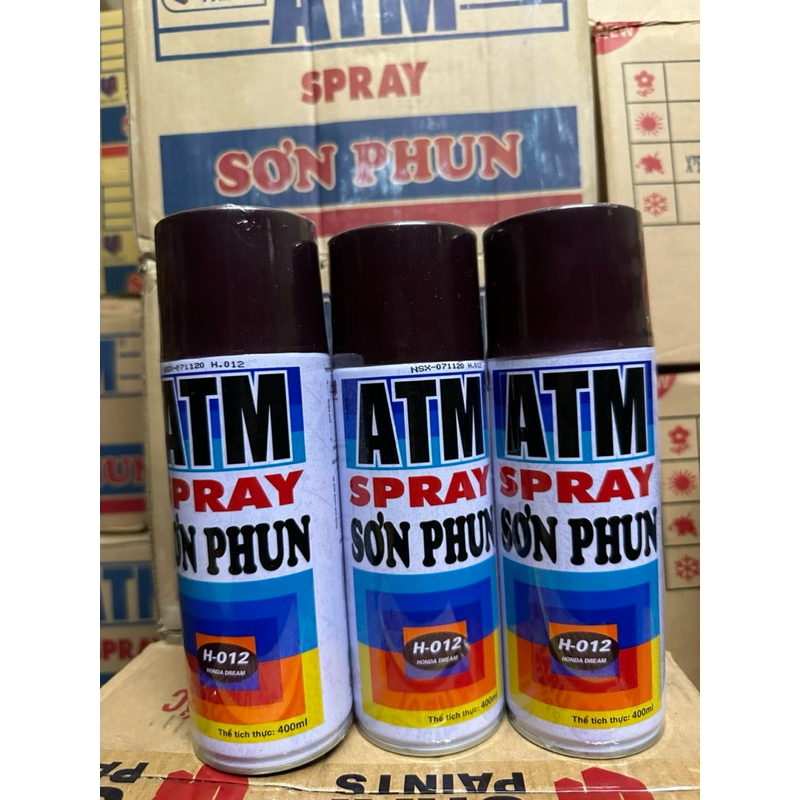 ATM
SPRAY
SƠN PHUN
NSX-071120 H.012
ATM
SPRAY
SƠN PHUN
H-012
HONDA DREAM
Thể tích thực: 400ml
NSX-071120 H.012
ATM
SPRAY
SƠN PHUN
H-012
HONDA DREAM
Thể tích thực: 400ml
ATM
SPRAY
SƠN PHUN
H-012
HONDA DREAM
Thể tích thực: 400ml
PHUN
SPRAY
PAINTS